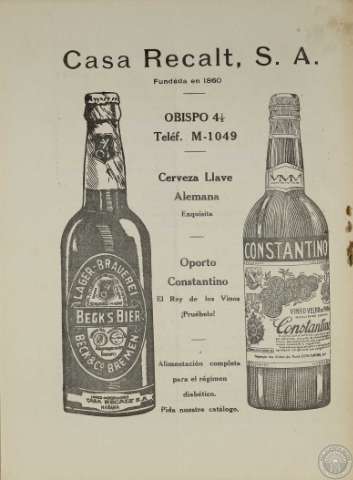 Casa Recalt, S. A.
Fundada en 1860
OBISPO 4½
Teléf. M-1049
Cerveza Llave
Alemana
Exquisita
Oporto
Constantino
El Rey de los Vinos
¡Pruébelo!
Alimentación completa
para el régimen
diabético.
Pida nuestro catálogo.
LAGER-BRAUEREI
BECK'S BIER
BECK & Co BREMEN
CASA RECALT S.A.
HABANA
CONSTANTINO
Constantino